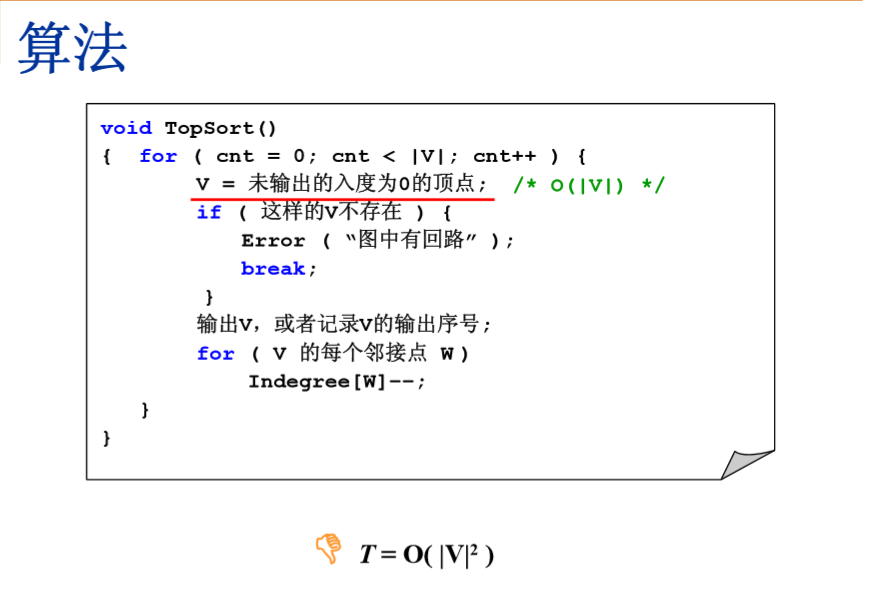 算法
void TopSort()
{ for ( cnt = 0; cnt < |V|; cnt++ ) {
V = 未输出的入度为0的顶点; /* O(|V|) */
if ( 这样的V不存在 ) {
Error ( “图中有回路” );
break;
}
输出V，或者记录V的输出序号;
for ( V 的每个邻接点 W )
Indegree[W]––;
}
}
T = O( |V|² )